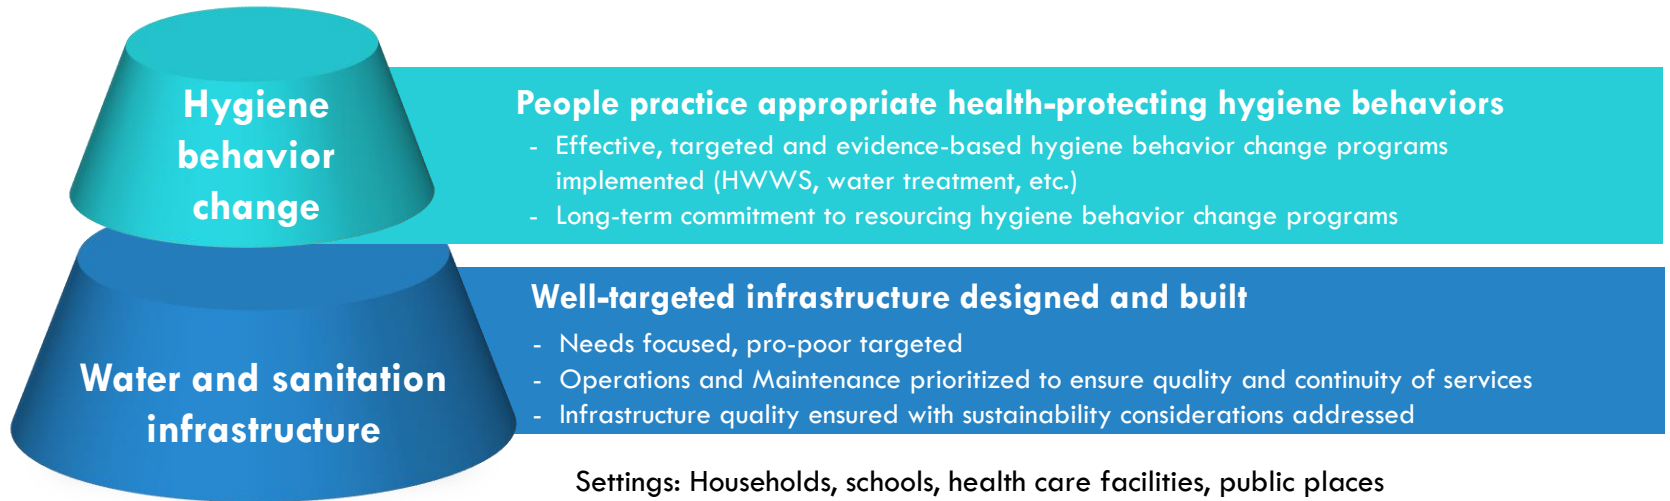 Hygiene
behavior
change
People practice appropriate health-protecting hygiene behaviors
- Effective, targeted and evidence-based hygiene behavior change programs
implemented (HWWS, water treatment, etc.)
- Long-term commitment to resourcing hygiene behavior change programs
Water and sanitation
infrastructure
Well-targeted infrastructure designed and built
- Needs focused, pro-poor targeted
- Operations and Maintenance prioritized to ensure quality and continuity of services
- Infrastructure quality ensured with sustainability considerations addressed
Settings: Households, schools, health care facilities, public places